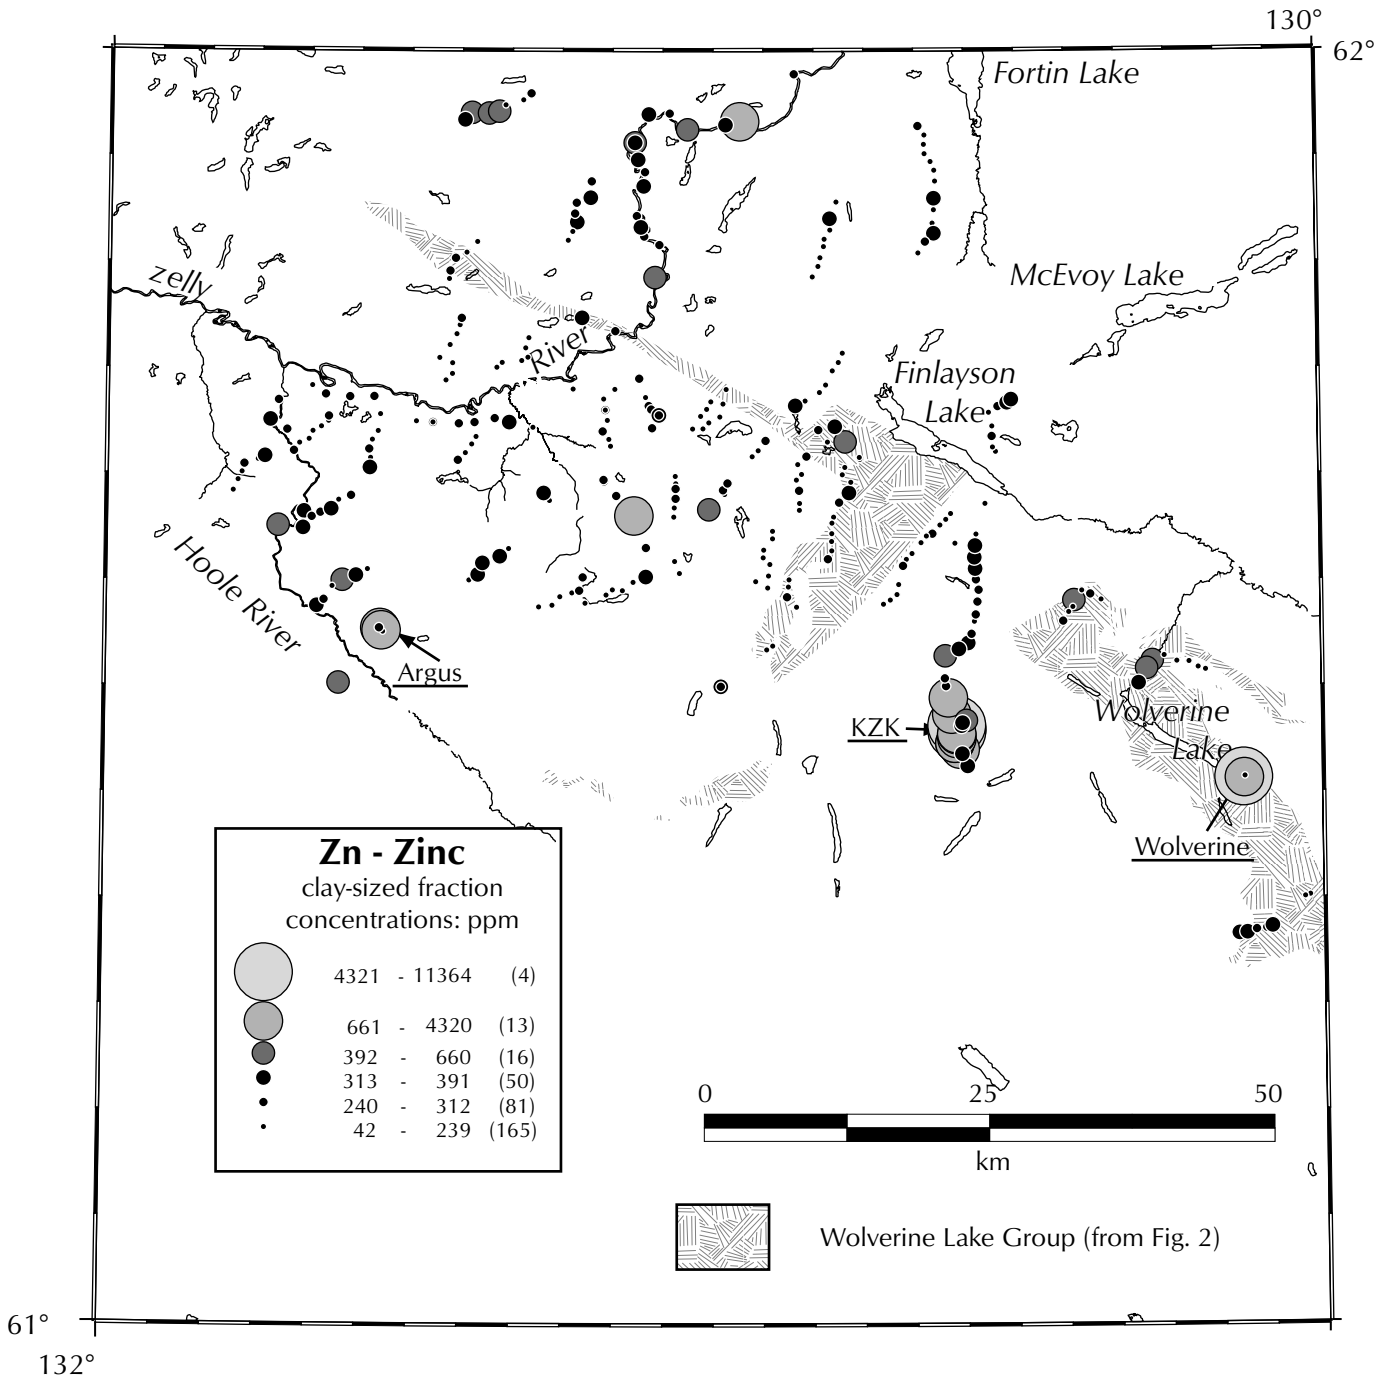 130°
62°
Fortin Lake
McEvoy Lake
zelly
River
Finlayson
Lake
Hoole River
Argus
KZK
Wolverine
Lake
Wolverine
Zn - Zinc
clay-sized fraction
concentrations: ppm
4321 - 11364 (4)
661 - 4320 (13)
392 - 660 (16)
313 - 391 (50)
240 - 312 (81)
42 - 239 (165)
0 25 50
km
Wolverine Lake Group (from Fig. 2)
61°
132°